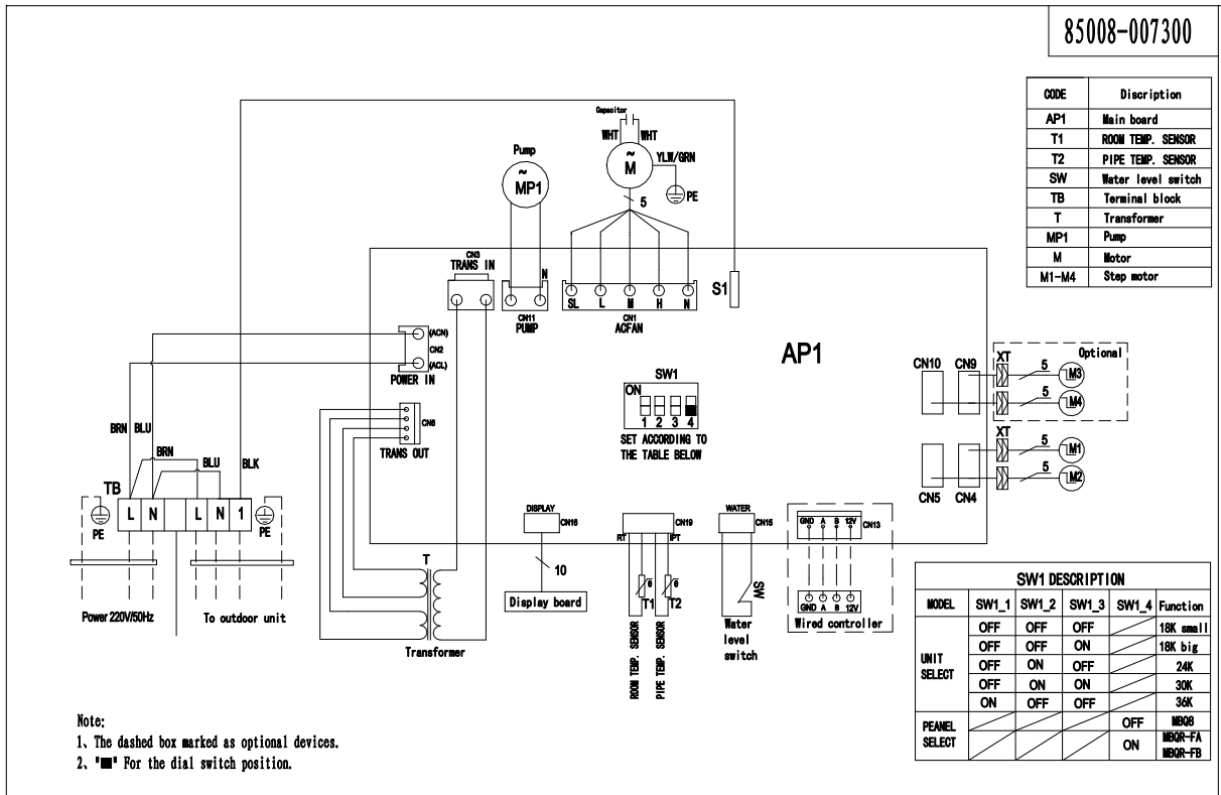 85008-007300
CODE Discription
AP1 Main board
T1 ROOM TEMP. SENSOR
T2 PIPE TEMP. SENSOR
SW Water level switch
TB Terminal block
T Transformer
MP1 Pump
M Motor
M1-M4 Step motor
Capacitor
WHT WHT
Pump
~
MP1
~
M
YLW/GRN
PE
5
CN3
TRANS IN
N
CN11
PUMP
SL L M H N
CN1
ACFAN
S1
(ACN)
CN2
(ACL)
POWER IN
AP1
SW1
ON
1 2 3 4
SET ACCORDING TO
THE TABLE BELOW
CN10 CN9 XT 5 M3 Optional
5 M4
XT 5 M1
5 M2
CN5 CN4
CN6
TRANS OUT
BRN BLU
BRN
BLU BLK
TB
PE L N L N 1 PE
Power 220V/50Hz To outdoor unit
T
Transformer
DISPLAY
CN16
10
Display board
CN19
RT IPT
θ θ
T1 T2
ROOM TEMP. SENSOR
PIPE TEMP. SENSOR
WATER
CN15
SW
Water
level
switch
GND A B 12V CN13
GND A B 12V
Wired controller
SW1 DESCRIPTION
MODEL SW1_1 SW1_2 SW1_3 SW1_4 Function
UNIT
SELECT
OFF OFF OFF 18K small
OFF OFF ON 18K big
OFF ON OFF 24K
OFF ON ON 30K
ON OFF OFF 36K
PEANEL
SELECT
OFF MBQ8
ON MBQR-FA
MBQR-FB
Note:
1、The dashed box marked as optional devices.
2、"■" For the dial switch position.